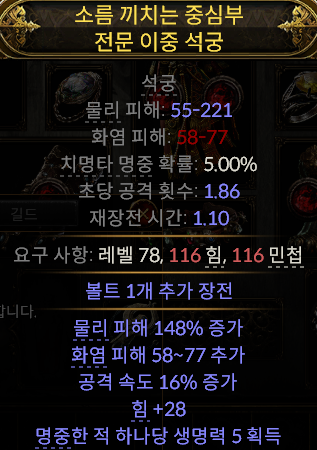 소름 끼치는 중심부
전문 이중 석궁
석궁
물리 피해: 55-221
화염 피해: 58-77
치명타 명중 확률: 5.00%
초당 공격 횟수: 1.86
재장전 시간: 1.10
길드
요구 사항: 레벨 78, 116 힘, 116 민첩
볼트 1개 추가 장전
합니다.
물리 피해 148% 증가
화염 피해 58~77 추가
공격 속도 16% 증가
힘 +28
명중한 적 하나당 생명력 5 획득